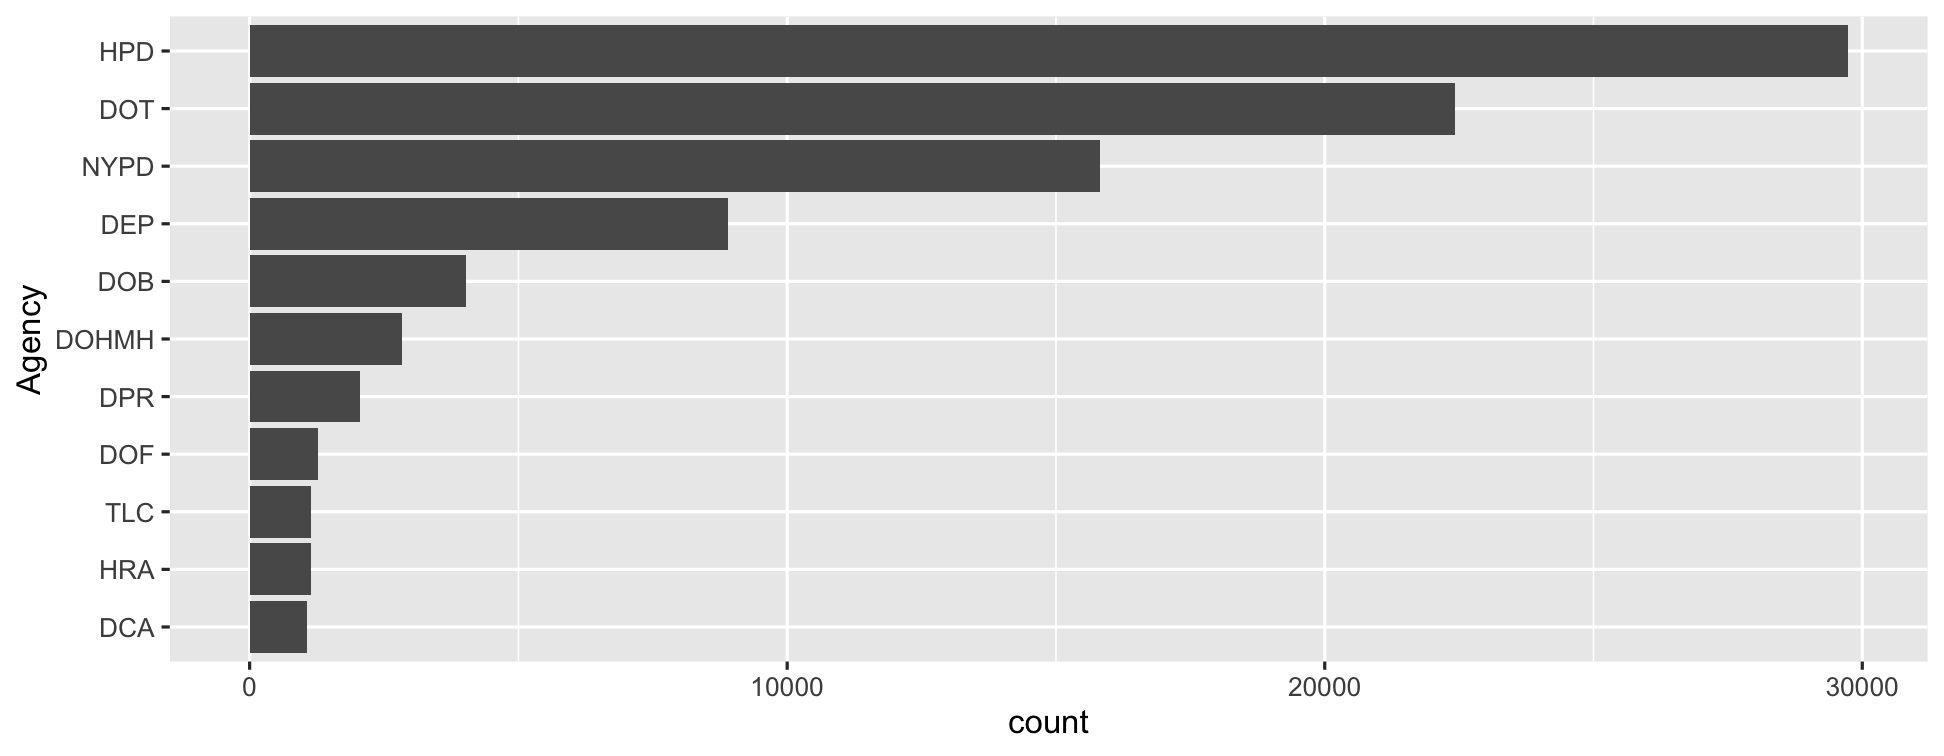 HPD
DOT
NYPD
DEP
DOB
DOHMH
DPR
DOF
TLC
HRA
DCA
Agency
0 10000 20000 30000
count